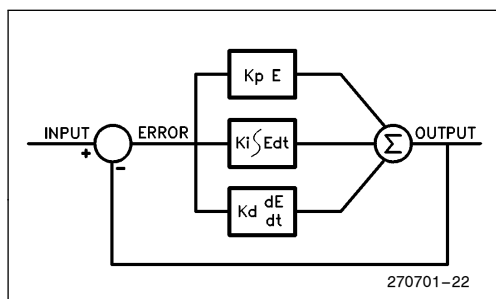 Kp E
INPUT
+
ERROR
Ki∫Edt
Σ
OUTPUT
-
Kd dE
dt
270701-22